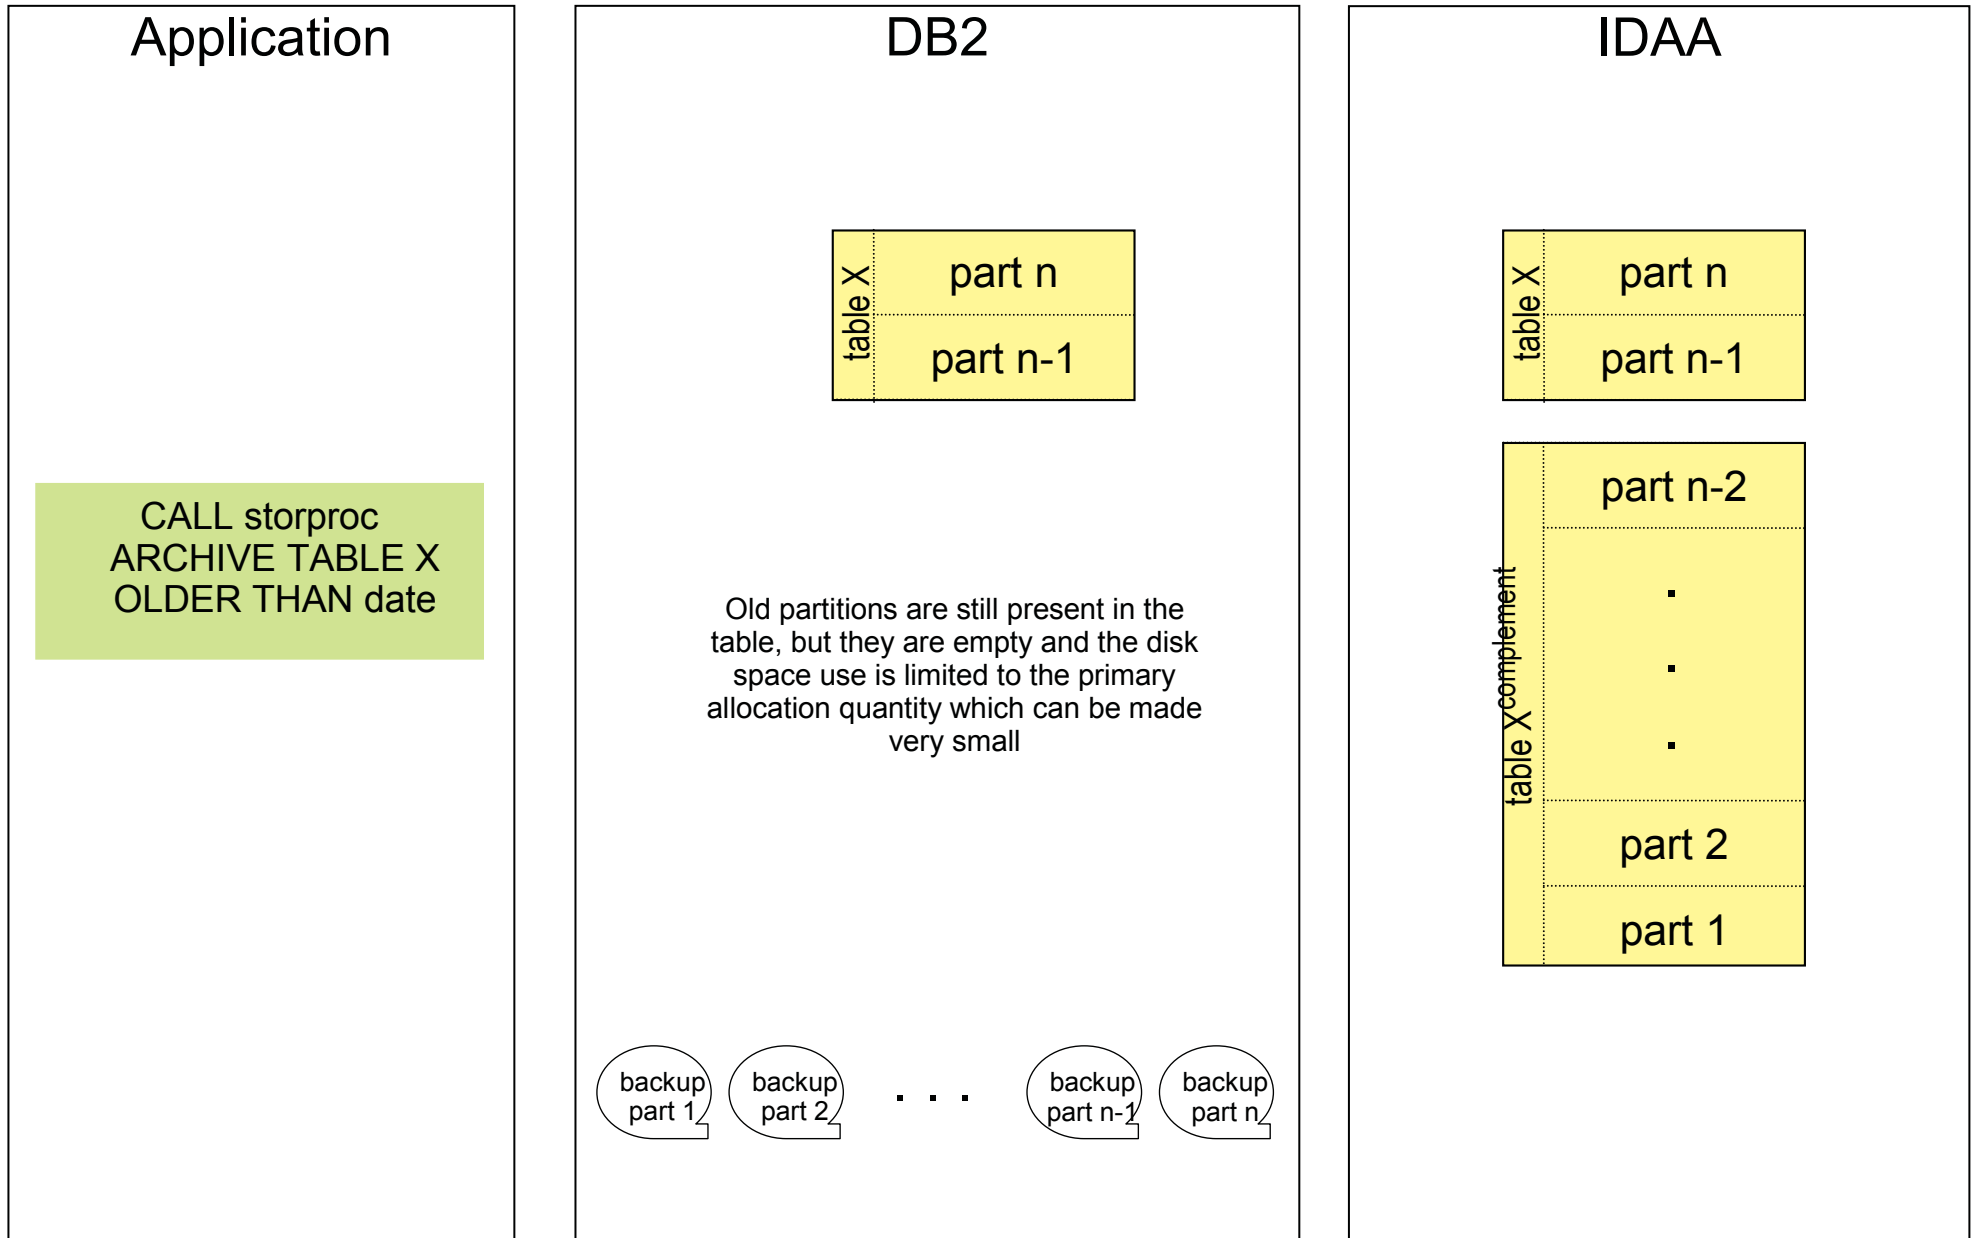 Application
CALL storproc
ARCHIVE TABLE X
OLDER THAN date
DB2
table X
part n
part n-1
Old partitions are still present in the
table, but they are empty and the disk
space use is limited to the primary
allocation quantity which can be made
very small
backup
part 1
backup
part 2
. . .
backup
part n-1
backup
part n
IDAA
table X
part n
part n-1
table Xcomplement
part n-2
.
.
.
part 2
part 1